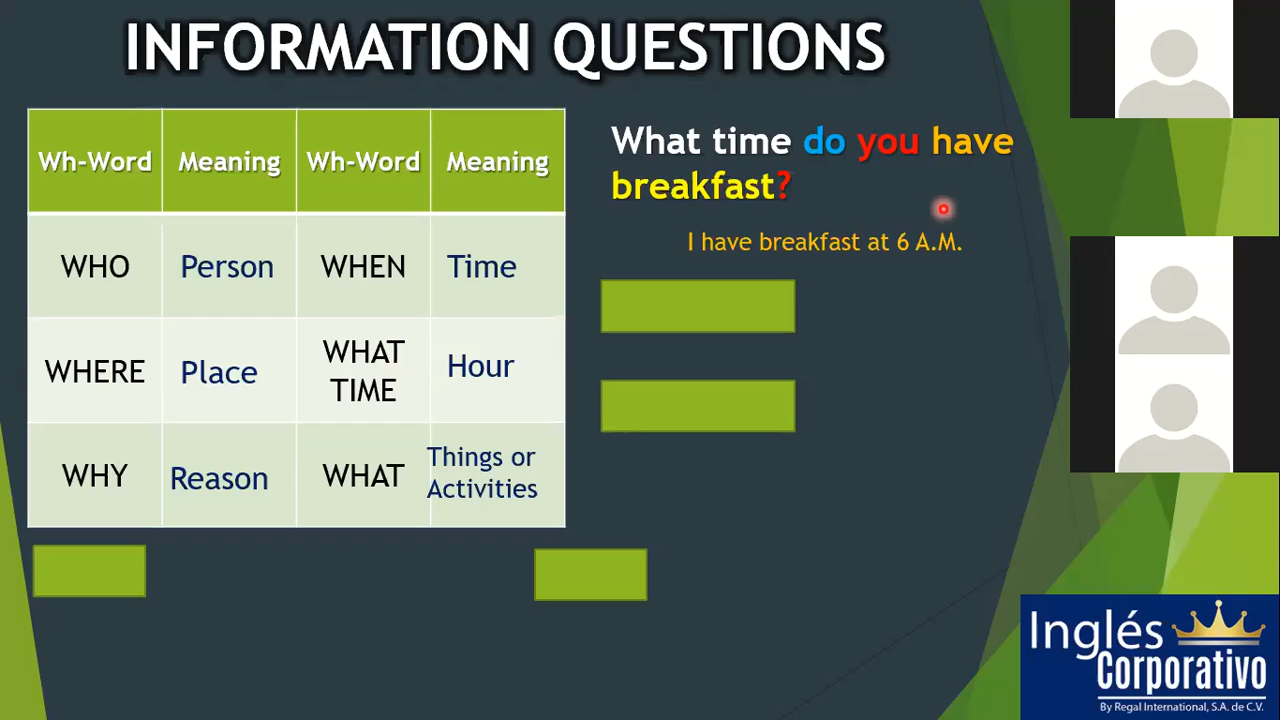 INFORMATION QUESTIONS
Wh-Word Meaning Wh-Word Meaning
WHO Person WHEN Time
WHERE Place WHAT TIME Hour
WHY Reason WHAT Things or Activities
What time do you have
breakfast?
I have breakfast at 6 A.M.
Inglés
Corporativo
By Regal International, S.A. de C.V.